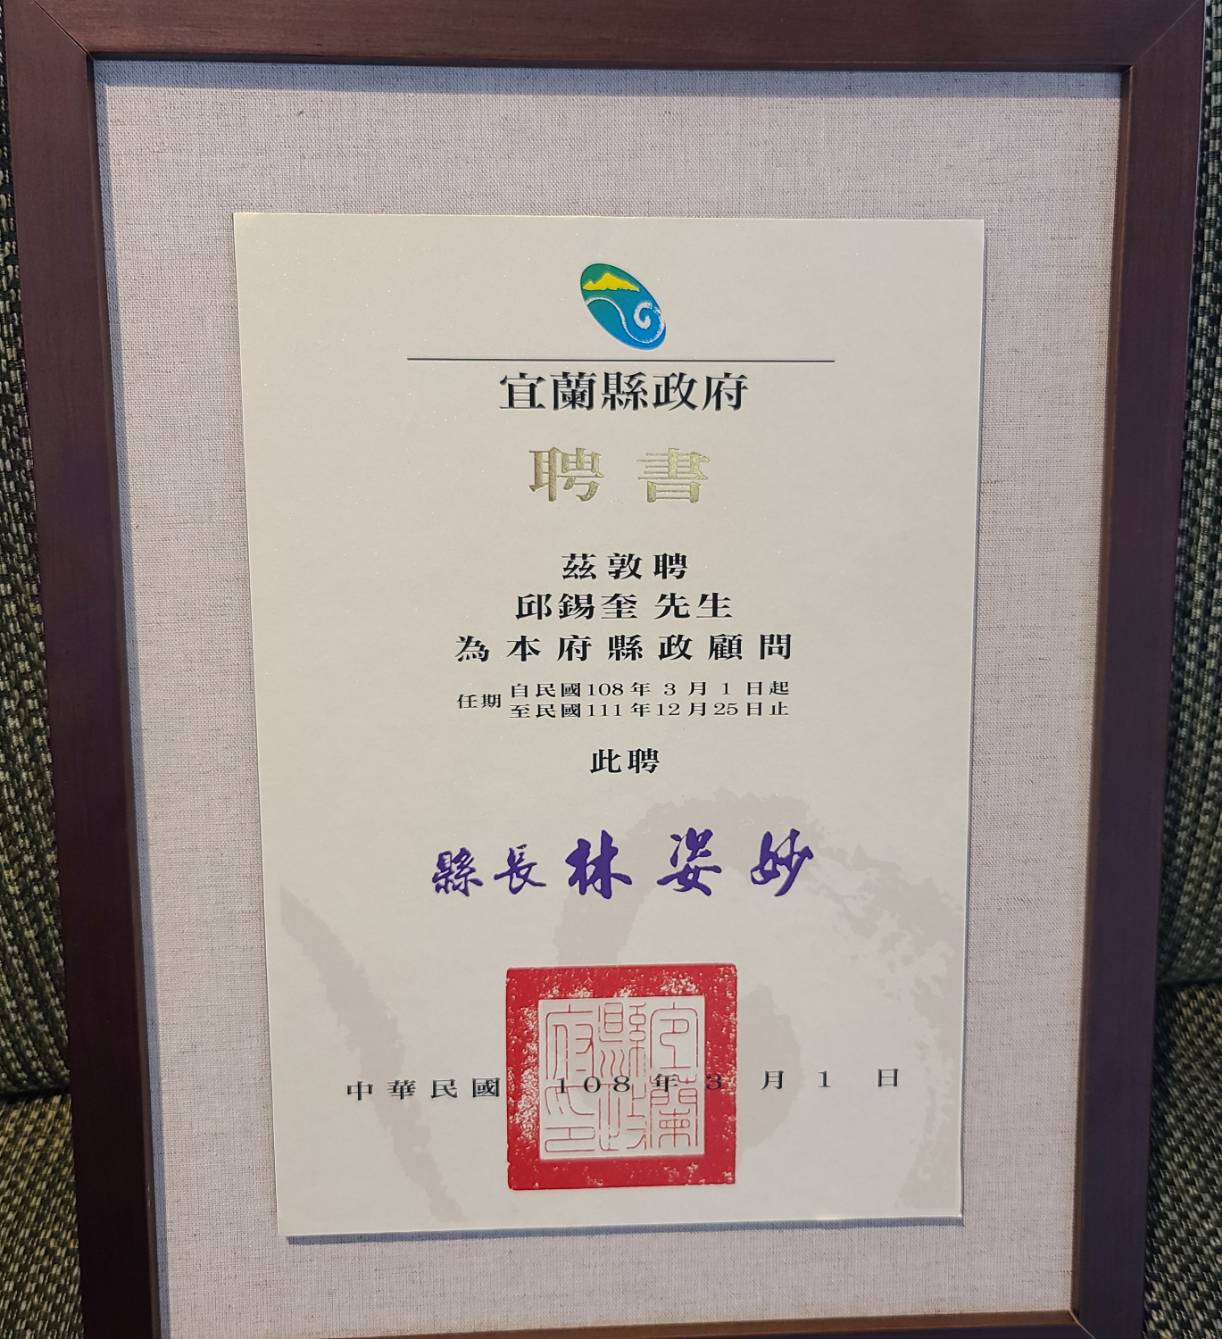 宜蘭縣政府
聘書
茲敦聘
邱錫奎 先生
為本府縣政顧問
任期 自民國108年 3 月 1 日起
至民國111年12月25日止
此聘
縣長林姿妙
中華民國 108 年 3 月 1 日
宜蘭縣政府印